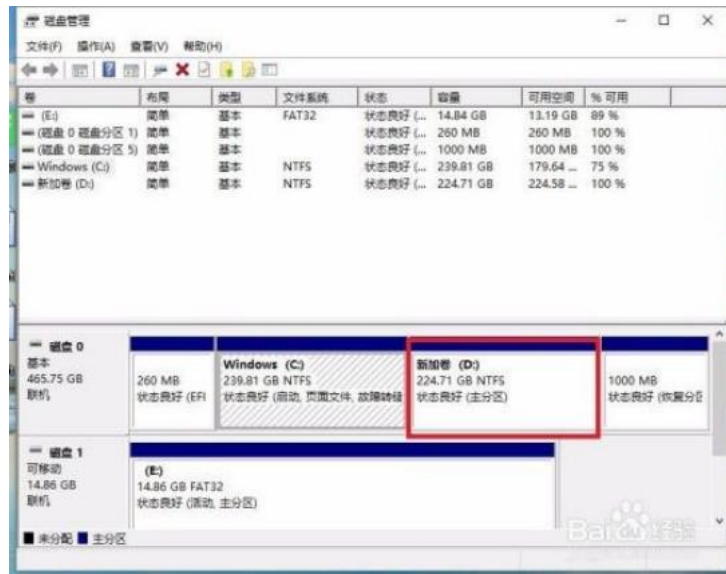 磁盘管理
文件(F) 操作(A) 查看(V) 帮助(H)
卷 布局 类型 文件系统 状态 容量 可用空间 % 可用
(E:) 简单 基本 FAT32 状态良好 (... 14.84 GB 13.19 GB 89 %
(磁盘 0 磁盘分区 1) 简单 基本 状态良好 (... 260 MB 260 MB 100 %
(磁盘 0 磁盘分区 5) 简单 基本 状态良好 (... 1000 MB 1000 MB 100 %
Windows (C:) 简单 基本 NTFS 状态良好 (... 239.81 GB 179.64 ... 75 %
新加卷 (D:) 简单 基本 NTFS 状态良好 (... 224.71 GB 224.58 ... 100 %
磁盘 0
基本
465.75 GB
联机
260 MB
状态良好 (EFI
Windows (C:)
239.81 GB NTFS
状态良好 (启动, 页面文件, 故障转储
新加卷 (D:)
224.71 GB NTFS
状态良好 (主分区)
1000 MB
状态良好 (恢复分区
磁盘 1
可移动
14.86 GB
联机
(E:)
14.86 GB FAT32
状态良好 (活动, 主分区)
未分配 主分区
Baidu 经验